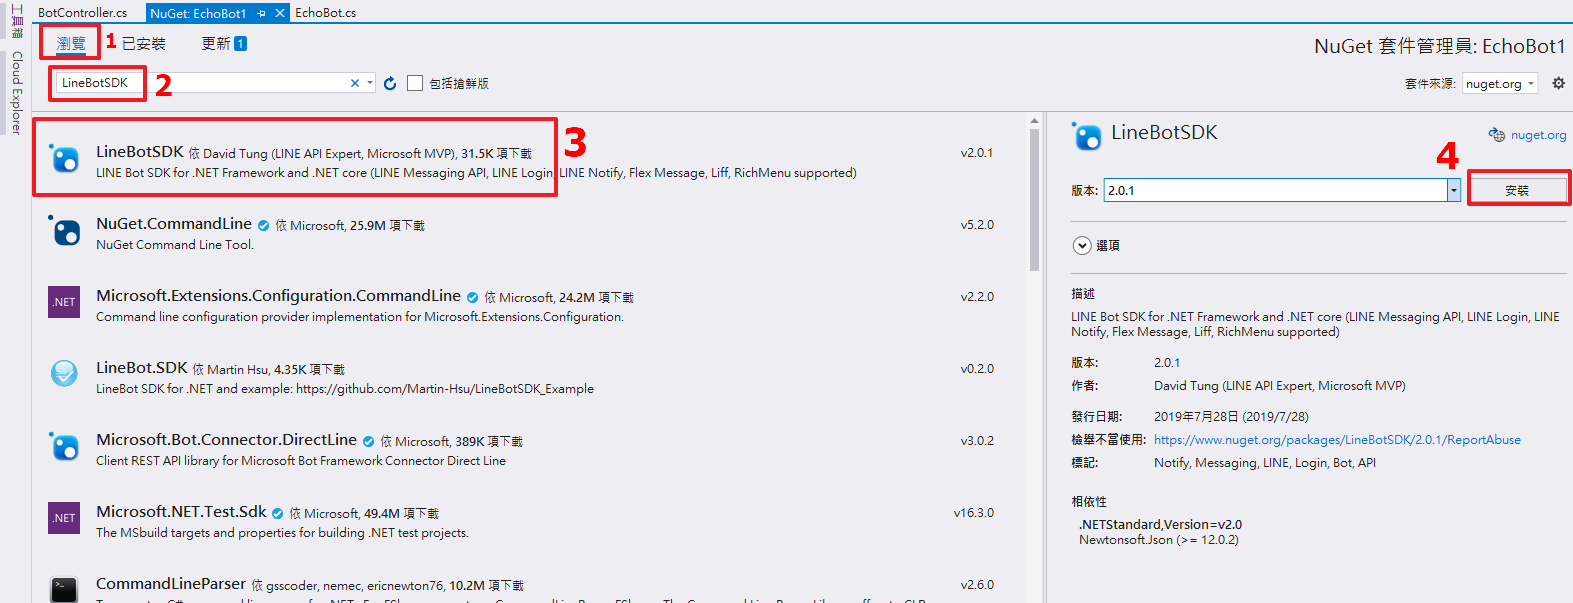 BotController.cs
NuGet: EchoBot1
EchoBot.cs
工具箱
Cloud Explorer
瀏覽
1
已安裝
更新 1
NuGet 套件管理員: EchoBot1
LineBotSDK
2
包括搶鮮版
套件來源: nuget.org
3
LineBotSDK 依 David Tung (LINE API Expert, Microsoft MVP), 31.5K 項下載
v2.0.1
LINE Bot SDK for .NET Framework and .NET core (LINE Messaging API, LINE Login, LINE Notify, Flex Message, Liff, RichMenu supported)
NuGet.CommandLine 依 Microsoft, 25.9M 項下載
v5.2.0
NuGet Command Line Tool.
.NET
Microsoft.Extensions.Configuration.CommandLine 依 Microsoft, 24.2M 項下載
v2.2.0
Command line configuration provider implementation for Microsoft.Extensions.Configuration.
LineBot.SDK 依 Martin Hsu, 4.35K 項下載
v0.2.0
LineBot SDK for .NET and example: https://github.com/Martin-Hsu/LineBotSDK_Example
Microsoft.Bot.Connector.DirectLine 依 Microsoft, 389K 項下載
v3.0.2
Client REST API library for Microsoft Bot Framework Connector Direct Line
.NET
Microsoft.NET.Test.Sdk 依 Microsoft, 49.4M 項下載
v16.3.0
The MSbuild targets and properties for building .NET test projects.
CommandLineParser 依 gsscoder, nemec, ericnewton76, 10.2M 項下載
v2.6.0
LineBotSDK
nuget.org
4
版本: 2.0.1
安裝
選項
描述
LINE Bot SDK for .NET Framework and .NET core (LINE Messaging API, LINE Login, LINE
Notify, Flex Message, Liff, RichMenu supported)
版本: 2.0.1
作者: David Tung (LINE API Expert, Microsoft MVP)
發行日期: 2019年7月28日 (2019/7/28)
檢舉不當使用: https://www.nuget.org/packages/LineBotSDK/2.0.1/ReportAbuse
標記: Notify, Messaging, LINE, Login, Bot, API
相依性
.NETStandard,Version=v2.0
Newtonsoft.Json (>= 12.0.2)